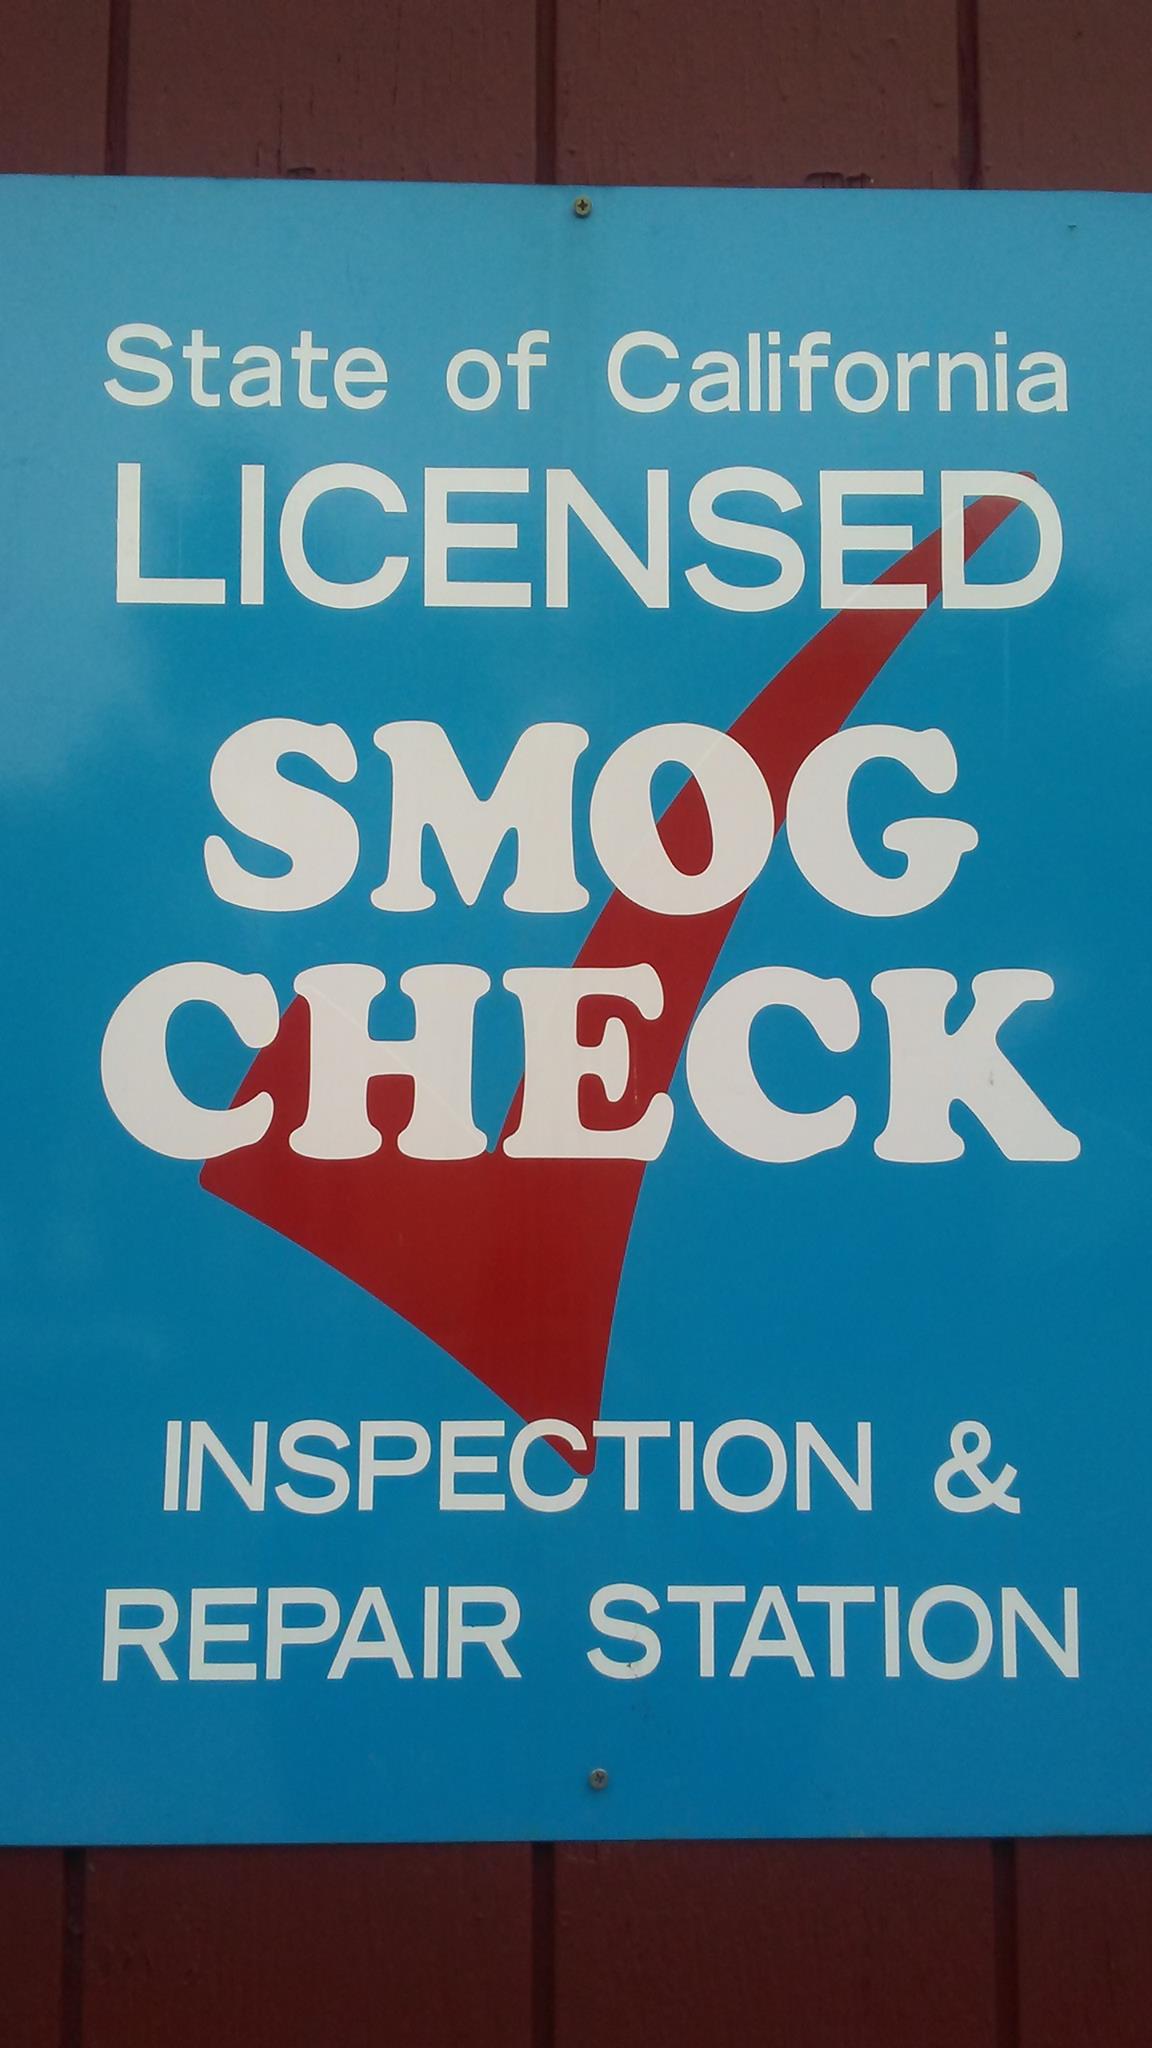 State of California
LICENSED
SMOG
CHECK
INSPECTION &
REPAIR STATION